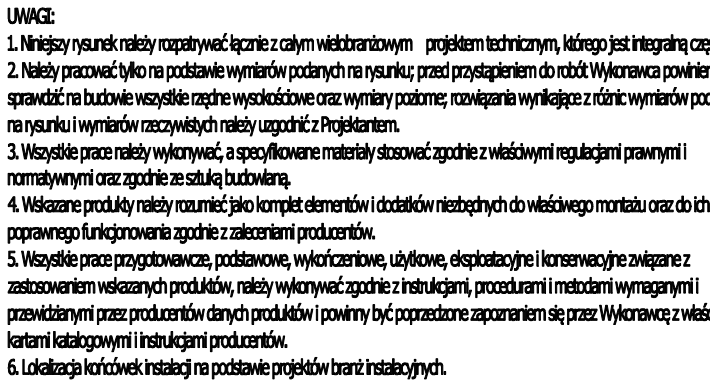 UWAGI:
1. Niniejszy rysunek należy rozpatrywać łącznie z całym wielobranżowym projektem technicznym, którego jest integralną
2. Należy pracować tylko na podstawie wymiarów podanych na rysunku; przed przystąpieniem do robót Wykonawca powinien
sprawdzić na budowie wszystkie rzędne wysokościowe oraz wymiary poziome; rozwiązania wynikające z różnic wymiarów
na rysunku i wymiarów rzeczywistych należy uzgodnić z Projektantem.
3. Wszystkie prace należy wykonywać, a specyfikowane materiały stosować zgodnie z właściwymi regulacjami prawnymi i
normatywnymi oraz zgodnie ze sztuką budowlaną.
4. Wskazane produkty należy rozumieć jako komplet elementów i dodatków niezbędnych do właściwego montażu oraz do ich
poprawnego funkcjonowania zgodnie z zaleceniami producentów.
5. Wszystkie prace przygotowawcze, podstawowe, wykończeniowe, użytkowe, eksploatacyjne i konserwacyjne związane z
zastosowaniem wskazanych produktów, należy wykonywać zgodnie z instrukcjami, procedurami i metodami wymaganymi i
przewidzianymi przez producentów danych produktów i powinny być poprzedzone zapoznaniem się przez Wykonawcę z
kartami katalogowymi i instrukcjami producentów.
6. Lokalizacja końcówek instalacji na podstawie projektów branż instalacyjnych.